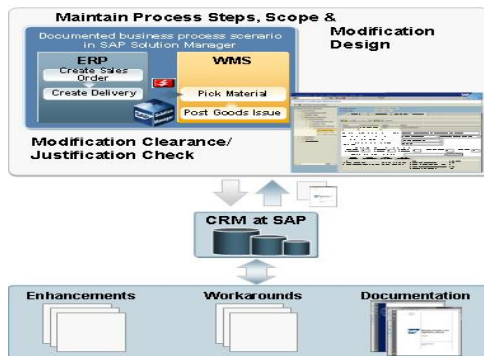 Maintain Process Steps, Scope &
Modification
Design
Documented business process scenario
in SAP Solution Manager
ERP
WMS
Create Sales
Order
Create Delivery
Pick Material
Post Goods Issue
Modification Clearance/
Justification Check
CRM at SAP
Enhancements
Workarounds
Documentation